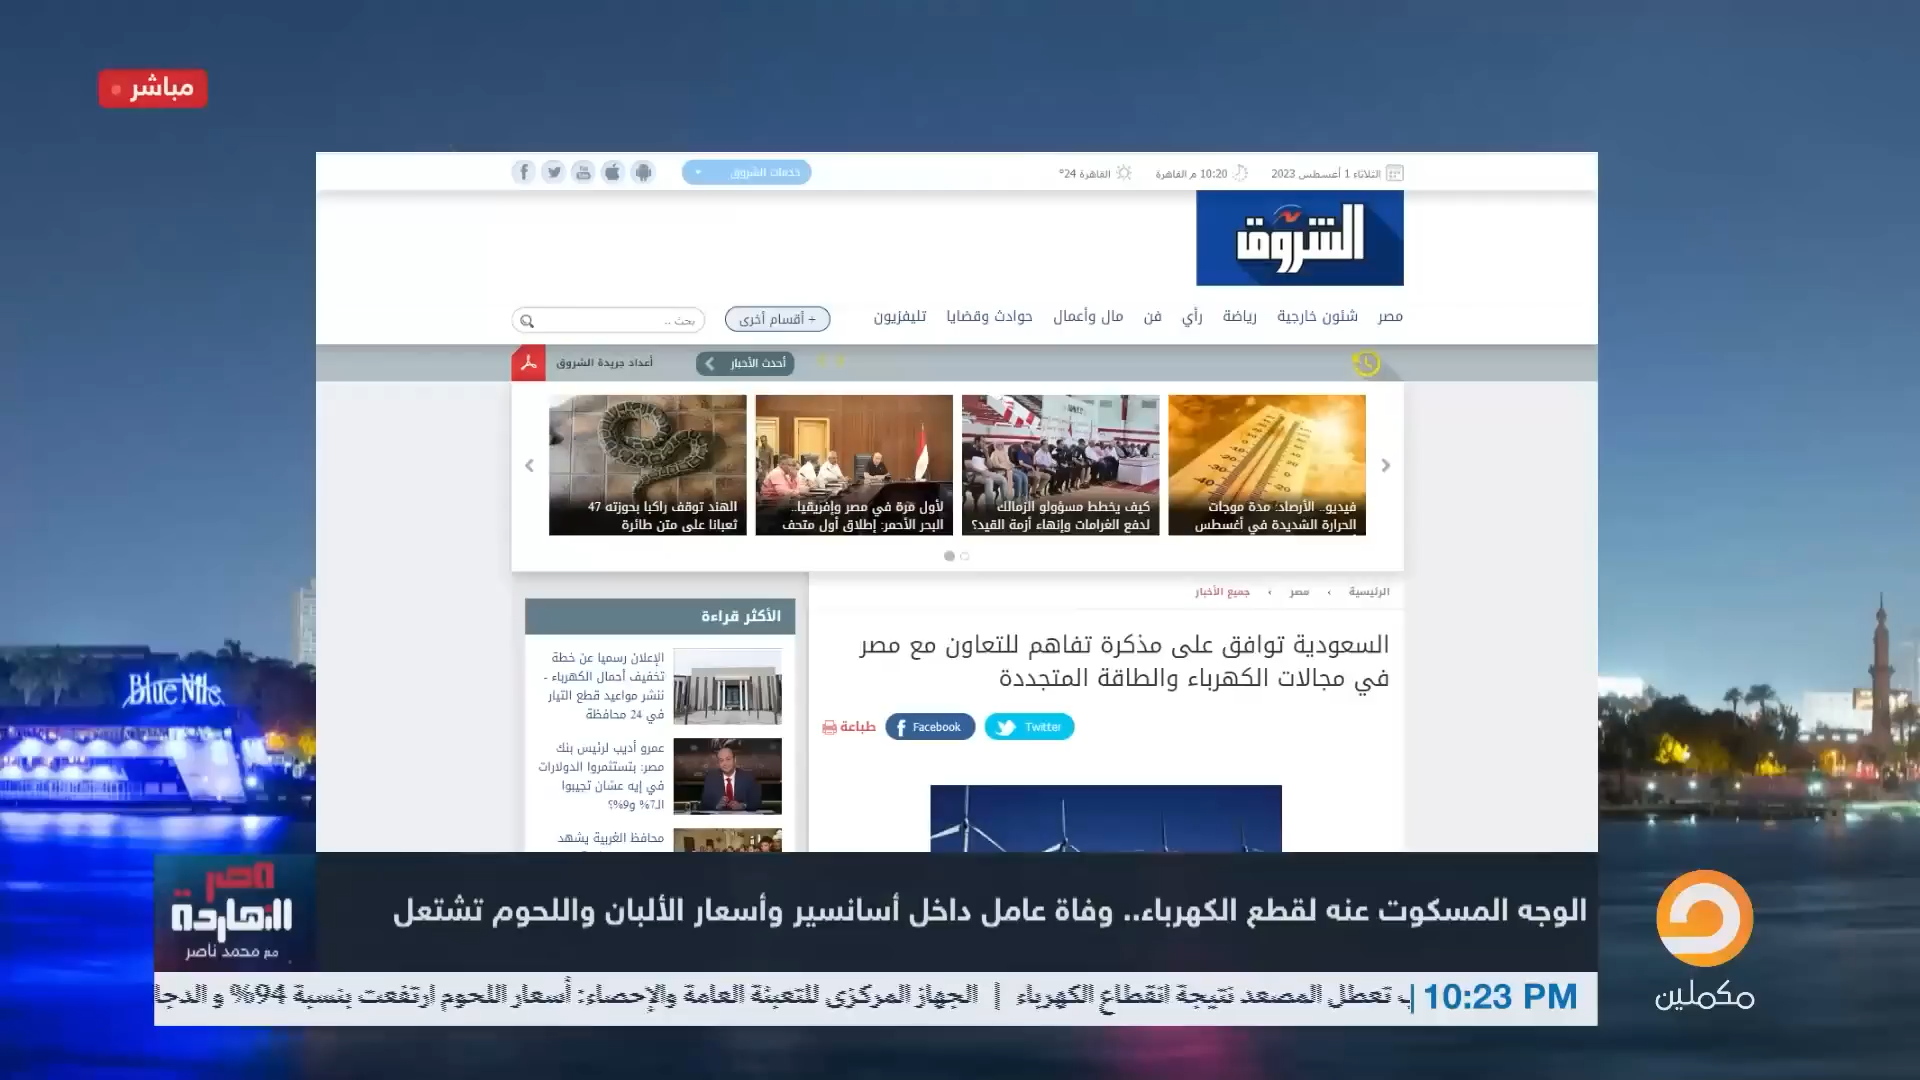 مباشر
الثلاثاء 1 أغسطس 2023
10:20 م القاهرة
القاهرة 24°
خدمات الشروق
الشروق
مصر
شئون خارجية
رياضة
رأي
فن
مال وأعمال
حوادث وقضايا
تليفزيون
+ أقسام أخرى
بحث ..
أحدث الأخبار
أعداد جريدة الشروق
فيديو.. الأرصاد: مدة موجات
الحرارة الشديدة في أغسطس
كيف يخطط مسؤولو الزمالك
لدفع الغرامات وإنهاء أزمة القيد؟
لأول مرة في مصر وإفريقيا..
البحر الأحمر: إطلاق أول متحف
الهند توقف راكبا بحوزته 47
ثعبانا على متن طائرة
الرئيسية › مصر › جميع الأخبار
السعودية توافق على مذكرة تفاهم للتعاون مع مصر
في مجالات الكهرباء والطاقة المتجددة
Twitter
Facebook
طباعة
الأكثر قراءة
الإعلان رسميا عن خطة
تخفيف أحمال الكهرباء -
ننشر مواعيد قطع التيار
في 24 محافظة
عمرو أديب لرئيس بنك
مصر: بتستثمروا الدولارات
في إيه عشان تجيبوا
الـ7% و9%؟
محافظ الغربية يشهد
Blue Nile
الوجه المسكوت عنه لقطع الكهرباء.. وفاة عامل داخل أسانسير وأسعار الألبان واللحوم تشتعل
مصر
النهاردة
مع محمد ناصر
10:23 PM
ب تعطل المصعد نتيجة انقطاع الكهرباء | الجهاز المركزي للتعبئة العامة والإحصاء: أسعار اللحوم ارتفعت بنسبة 94% و الدجا
مكملين